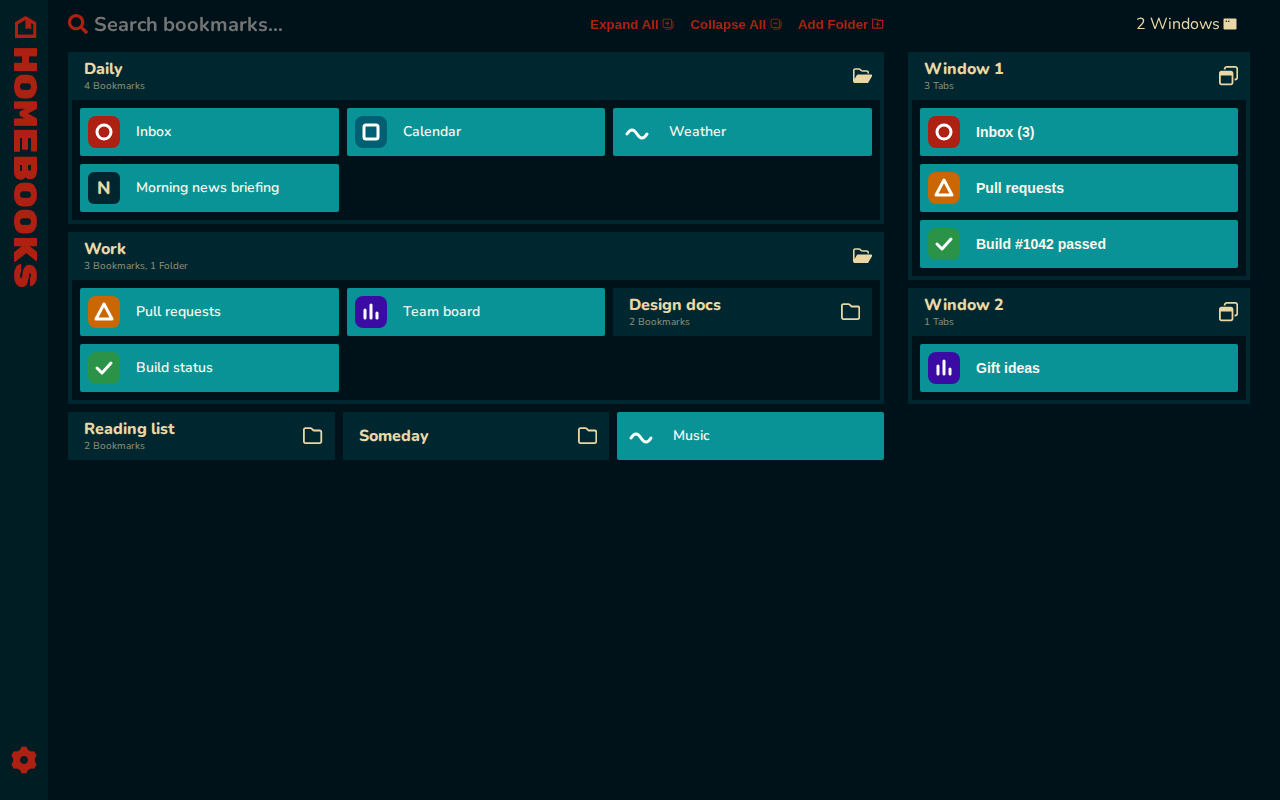 HOMEBOOKS
Search bookmarks...
Expand All
Collapse All
Add Folder
2 Windows
Daily
4 Bookmarks
Inbox
Calendar
Weather
N
Morning news briefing
Work
3 Bookmarks, 1 Folder
Pull requests
Team board
Design docs
2 Bookmarks
Build status
Reading list
2 Bookmarks
Someday
Music
Window 1
3 Tabs
Inbox (3)
Pull requests
Build #1042 passed
Window 2
1 Tabs
Gift ideas